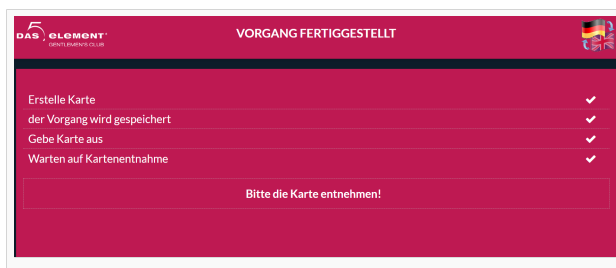 DAS 5 ELEMENT
GENTLEMEN'S CLUB
VORGANG FERTIGGESTELLT
Erstelle Karte
der Vorgang wird gespeichert
Gebe Karte aus
Warten auf Kartenentnahme
Bitte die Karte entnehmen!